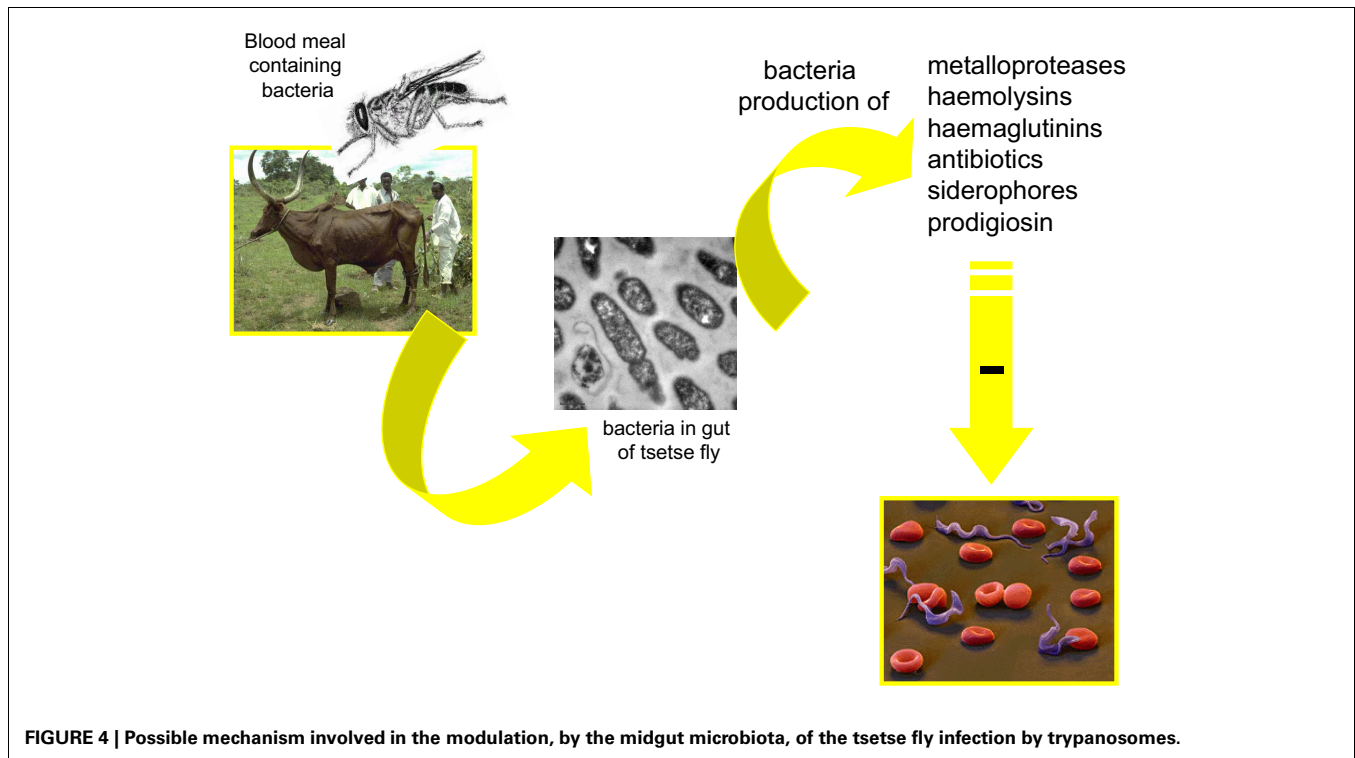 Blood meal
containing
bacteria
bacteria
production of
metalloproteases
haemolysins
haemaglutinins
antibiotics
siderophores
prodigiosin
bacteria in gut
of tsetse fly
FIGURE 4 | Possible mechanism involved in the modulation, by the midgut microbiota, of the tsetse fly infection by trypanosomes.